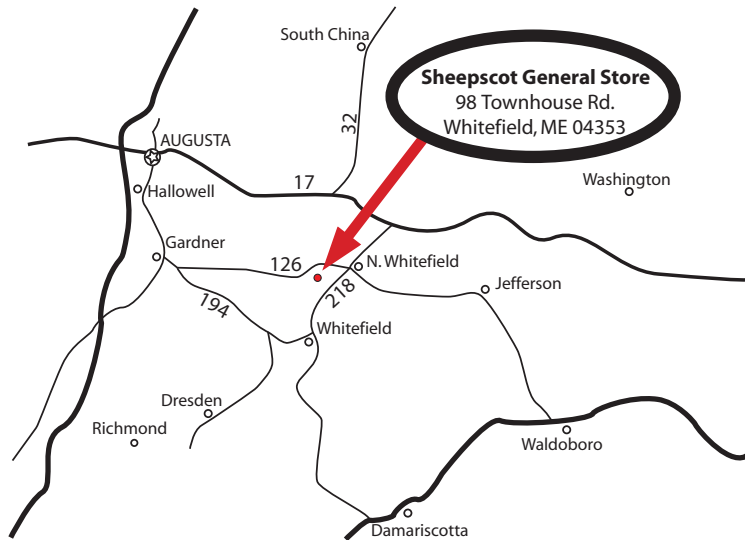 South China
Sheepscot General Store
98 Townhouse Rd.
Whitefield, ME 04353
32
AUGUSTA
17
Washington
Hallowell
Gardner
126
N. Whitefield
218
Jefferson
194
Whitefield
Dresden
Richmond
Waldoboro
Damariscotta